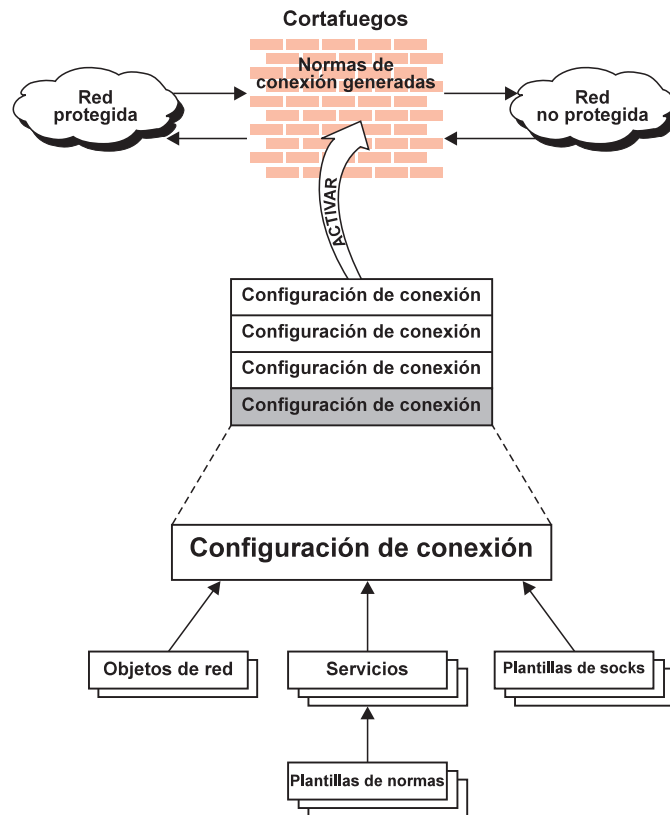 Cortafuegos
Normas de
conexión generadas
Red
protegida
Red
no protegida
ACTIVAR
Configuración de conexión
Configuración de conexión
Configuración de conexión
Configuración de conexión
Configuración de conexión
Objetos de red
Servicios
Plantillas de socks
Plantillas de normas